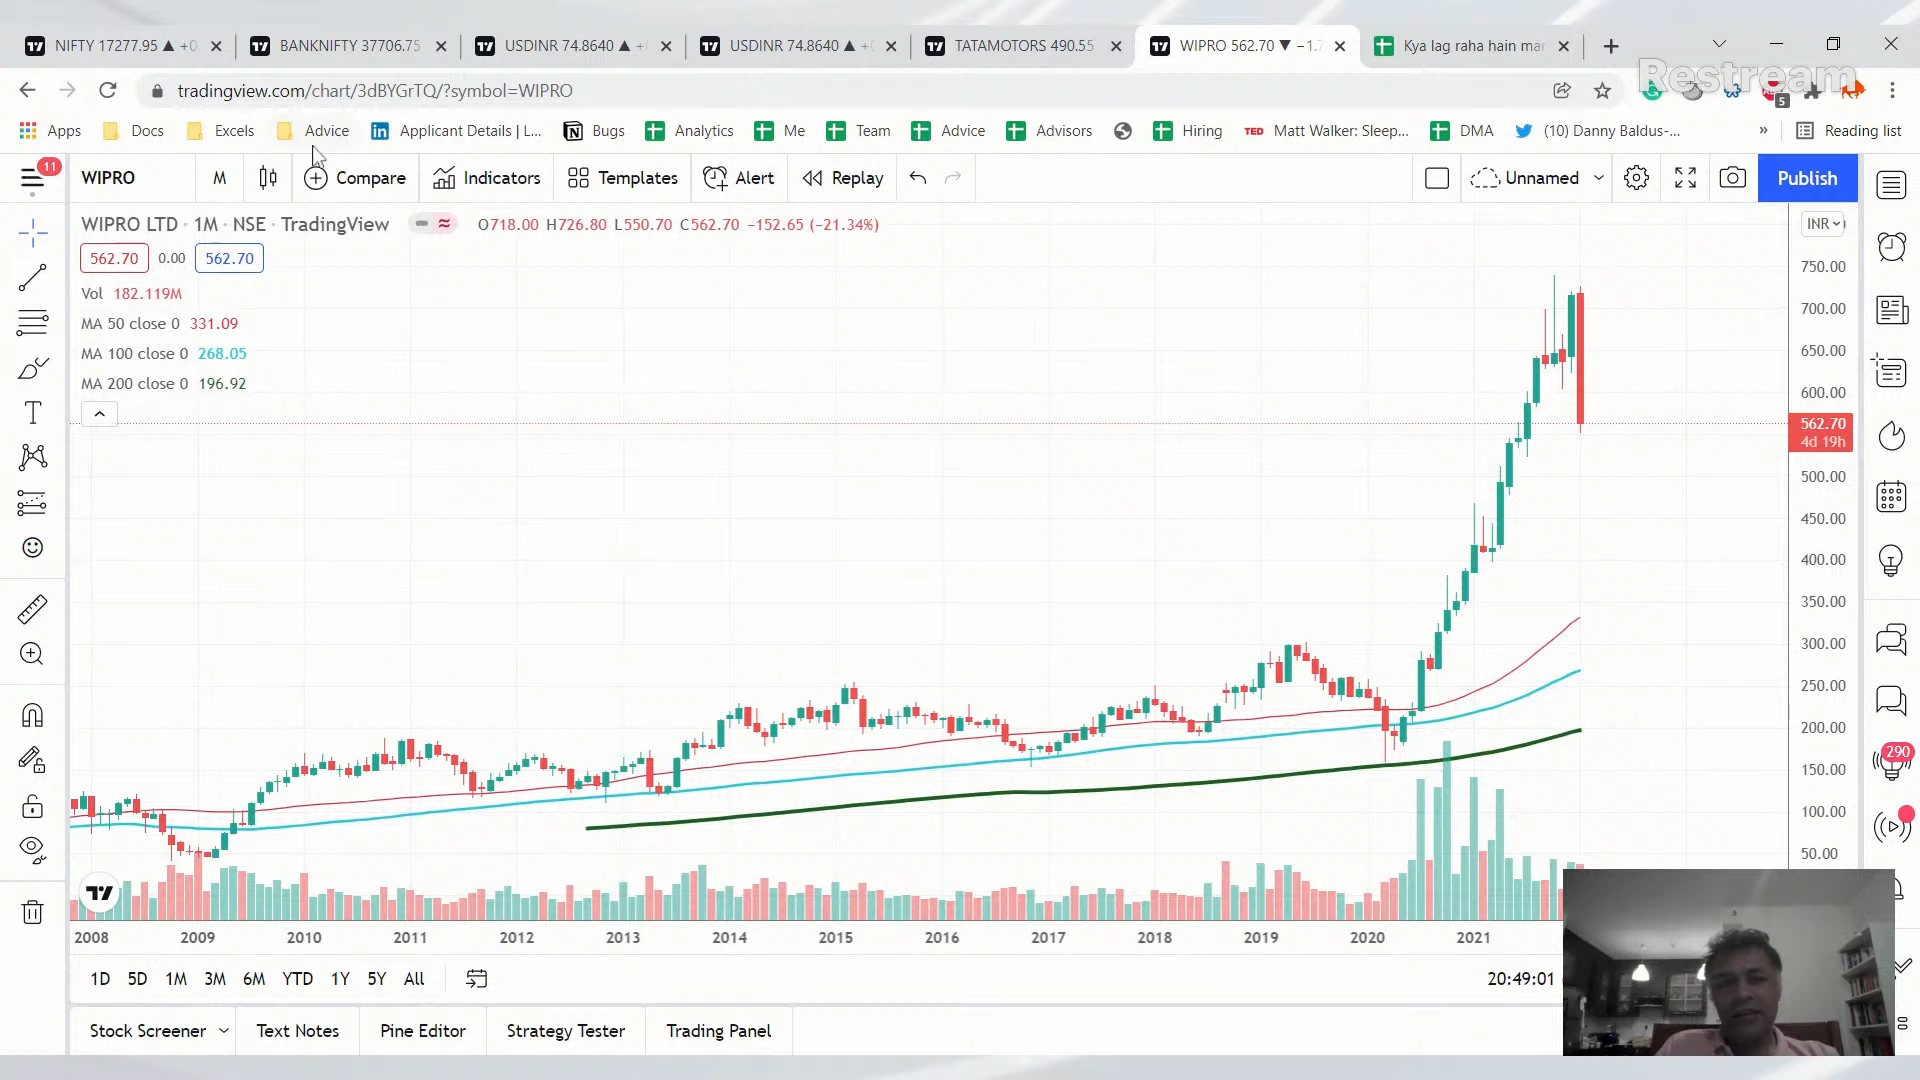 NIFTY 17277.95 ▲ +0
BANKNIFTY 37706.75
USDINR 74.8640 ▲ +
USDINR 74.8640 ▲ +
TATAMOTORS 490.55
WIPRO 562.70 ▼ −1.7
Kya lag raha hain mar
Restream
tradingview.com/chart/3dBYGrTQ/?symbol=WIPRO
5
Apps
Docs
Excels
Advice
Applicant Details | L...
Bugs
Analytics
Me
Team
Advice
Advisors
Hiring
TED
Matt Walker: Sleep...
DMA
(10) Danny Baldus-...
»
Reading list
11
WIPRO
M
Compare
Indicators
Templates
Alert
Replay
Unnamed
Publish
WIPRO LTD · 1M · NSE · TradingView
O718.00 H726.80 L550.70 C562.70 −152.65 (−21.34%)
INR
562.70 0.00 562.70
Vol 182.119M
MA 50 close 0 331.09
MA 100 close 0 268.05
MA 200 close 0 196.92
750.00
700.00
650.00
600.00
562.70
4d 19h
500.00
450.00
400.00
350.00
300.00
250.00
200.00
150.00
100.00
50.00
290
2008 2009 2010 2011 2012 2013 2014 2015 2016 2017 2018 2019 2020 2021
1D 5D 1M 3M 6M YTD 1Y 5Y All
20:49:01
Stock Screener
Text Notes
Pine Editor
Strategy Tester
Trading Panel